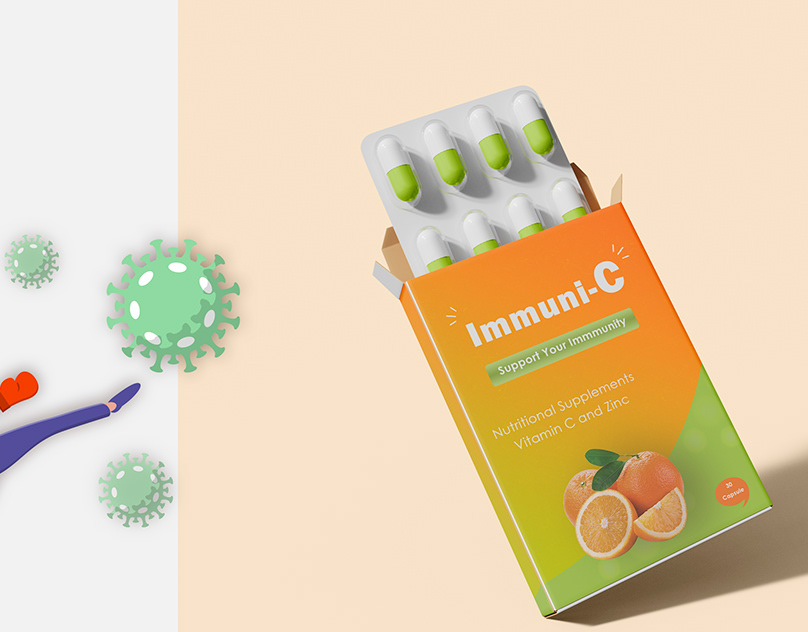 Immuni-C
Support Your Immmunity
Nutritional Supplements
Vitamin C and Zinc
30
Capsule